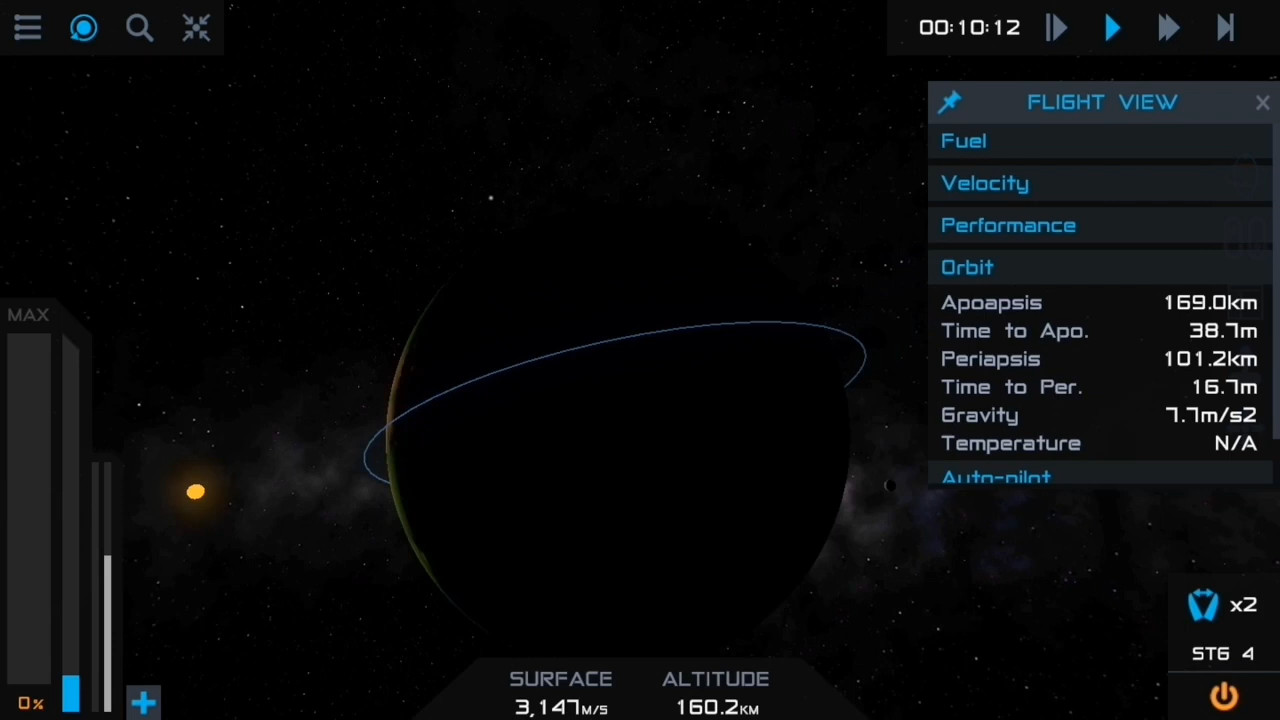 00:10:12
FLIGHT VIEW
Fuel
Velocity
Performance
Orbit
Apoapsis 169.0km
Time to Apo. 38.7m
Periapsis 101.2km
Time to Per. 16.7m
Gravity 7.7m/s2
Temperature N/A
Auto-pilot
MAX
0%
SURFACE
3,147M/S
ALTITUDE
160.2KM
x2
STG 4